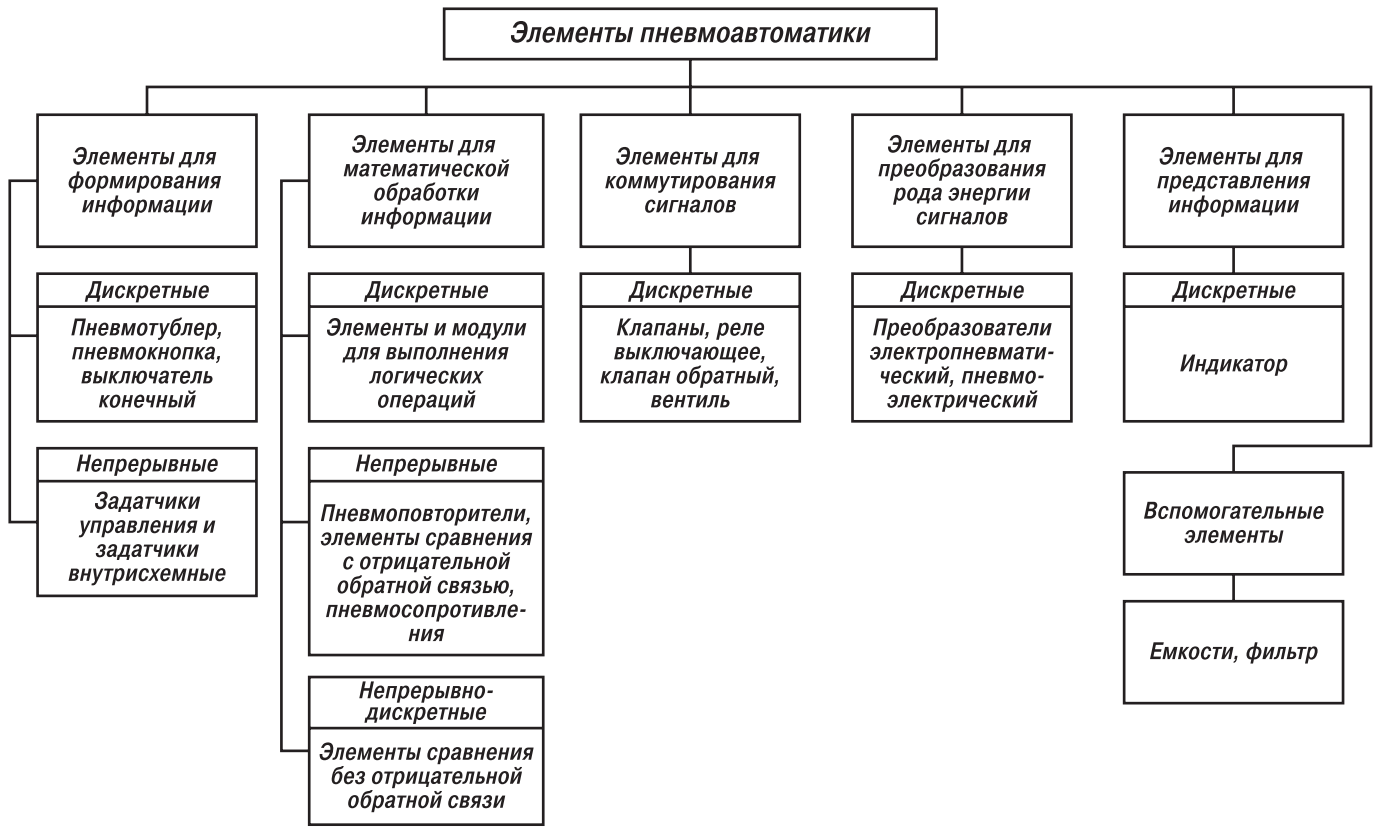 Элементы пневмоавтоматики
Элементы для
формирования
информации
Элементы для
математической
обработки
информации
Элементы для
коммутирования
сигналов
Элементы для
преобразования
рода энергии
сигналов
Элементы для
представления
информации
Дискретные
Пневмотублер,
пневмокнопка,
выключатель
конечный
Дискретные
Элементы и модули
для выполнения
логических
операций
Дискретные
Клапаны, реле
выключающее,
клапан обратный,
вентиль
Дискретные
Преобразователи
электропневмати-
ческий, пневмо-
электрический
Дискретные
Индикатор
Непрерывные
Задатчики
управления и
задатчики
внутрисхемные
Непрерывные
Пневмоповторители,
элементы сравнения
с отрицательной
обратной связью,
пневмосопротивле-
ния
Вспомогательные
элементы
Емкости, фильтр
Непрерывно-
дискретные
Элементы сравнения
без отрицательной
обратной связи